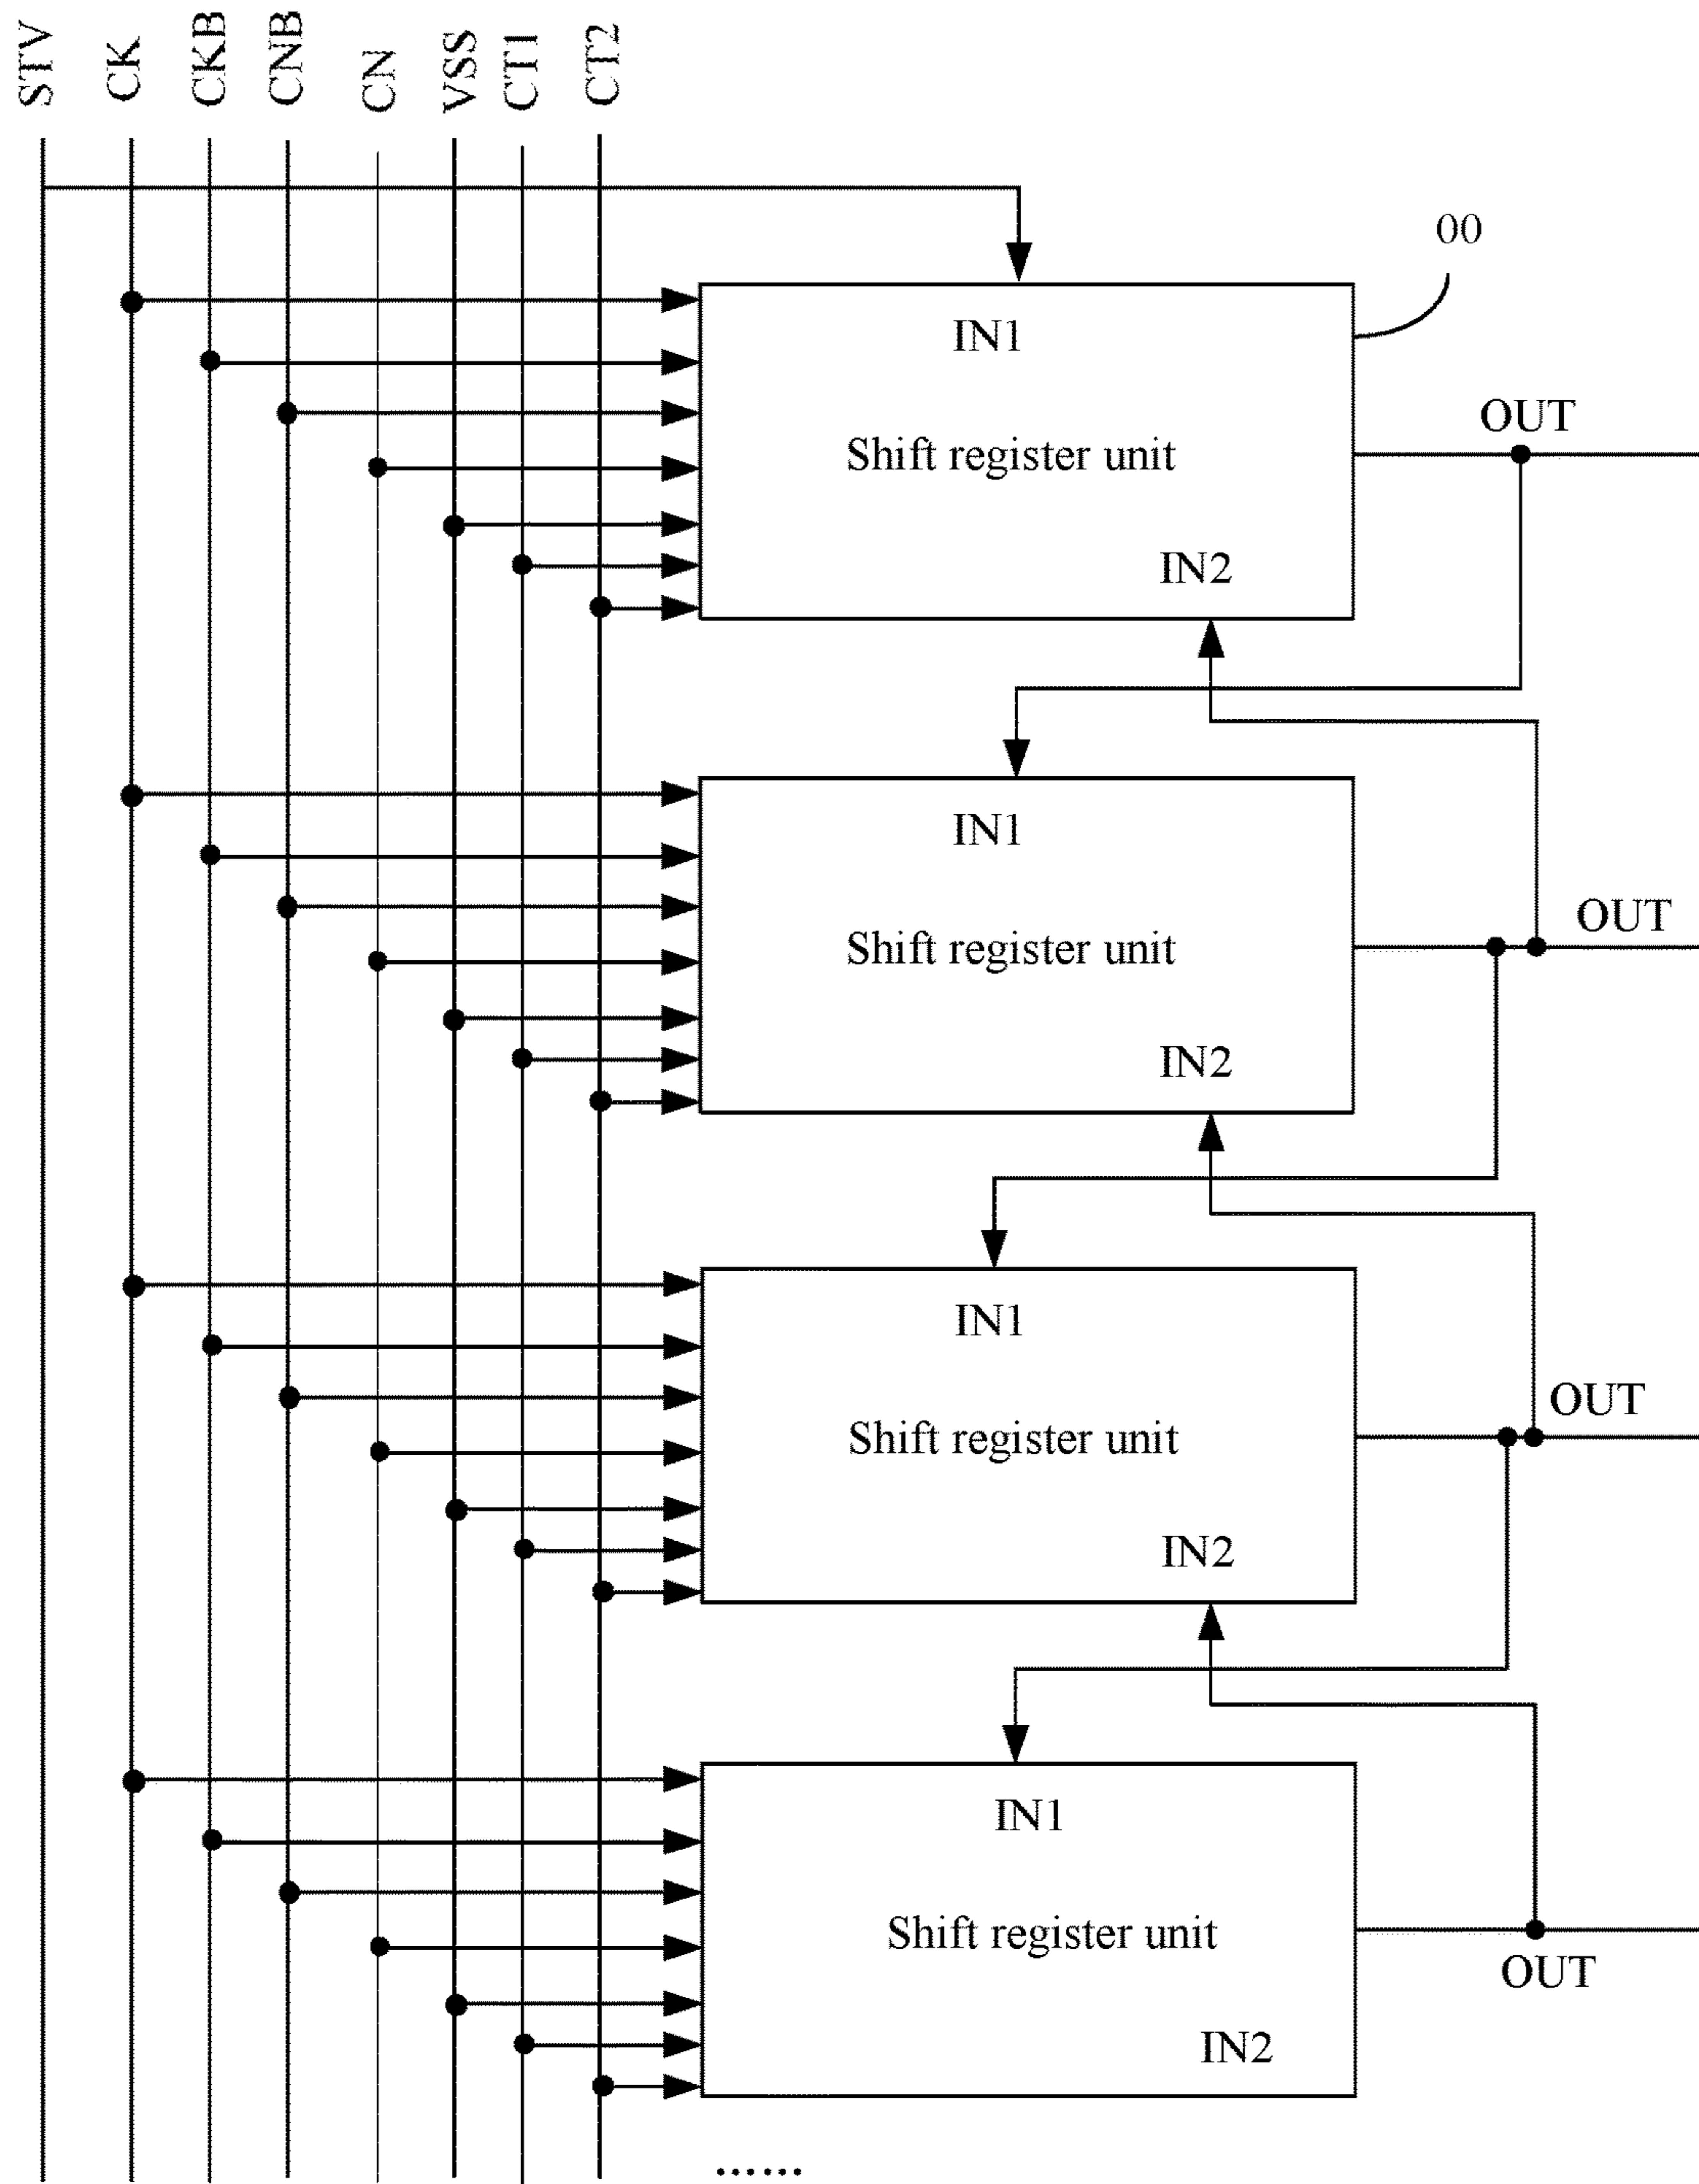 STV
CK
CKB
CNB
CN
VSS
CT1
CT2
00
IN1
OUT
Shift register unit
IN2
IN1
OUT
Shift register unit
IN2
IN1
OUT
Shift register unit
IN2
IN1
Shift register unit
OUT
IN2
......